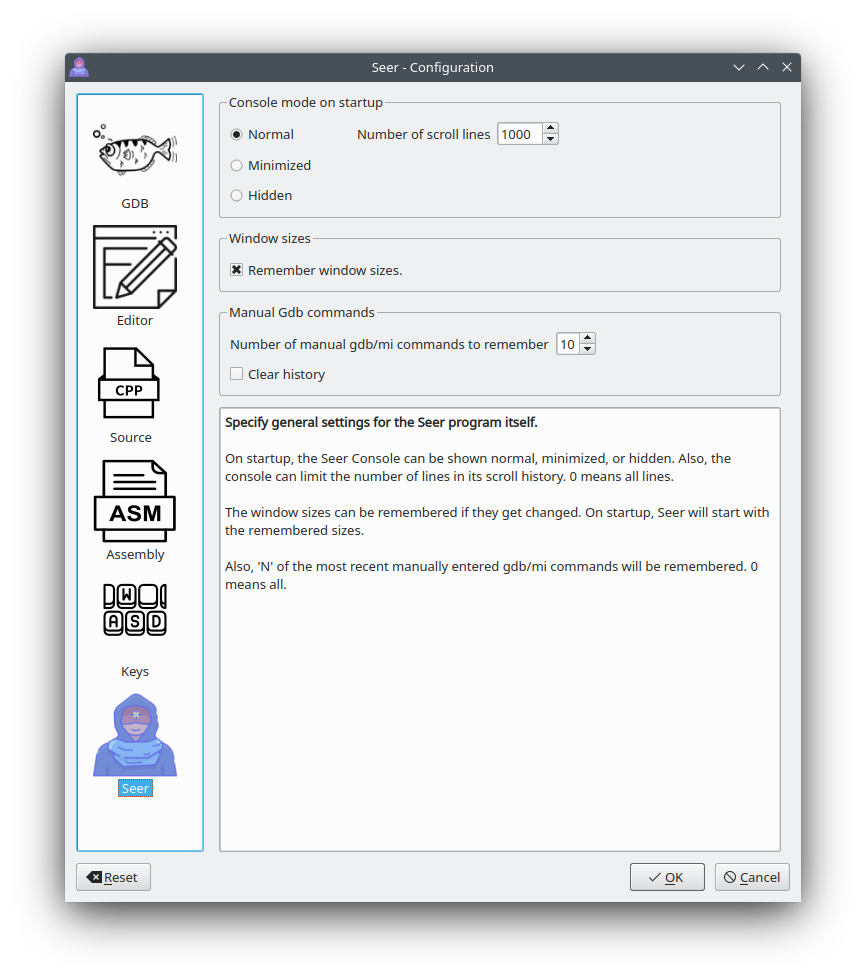 Seer - Configuration
GDB
Editor
CPP
Source
ASM
Assembly
W
A S D
Keys
Seer
Console mode on startup
Normal Number of scroll lines 1000
Minimized
Hidden
Window sizes
Remember window sizes.
Manual Gdb commands
Number of manual gdb/mi commands to remember 10
Clear history
Specify general settings for the Seer program itself.
On startup, the Seer Console can be shown normal, minimized, or hidden. Also, the
console can limit the number of lines in its scroll history. 0 means all lines.
The window sizes can be remembered if they get changed. On startup, Seer will start with
the remembered sizes.
Also, 'N' of the most recent manually entered gdb/mi commands will be remembered. 0
means all.
Reset OK Cancel